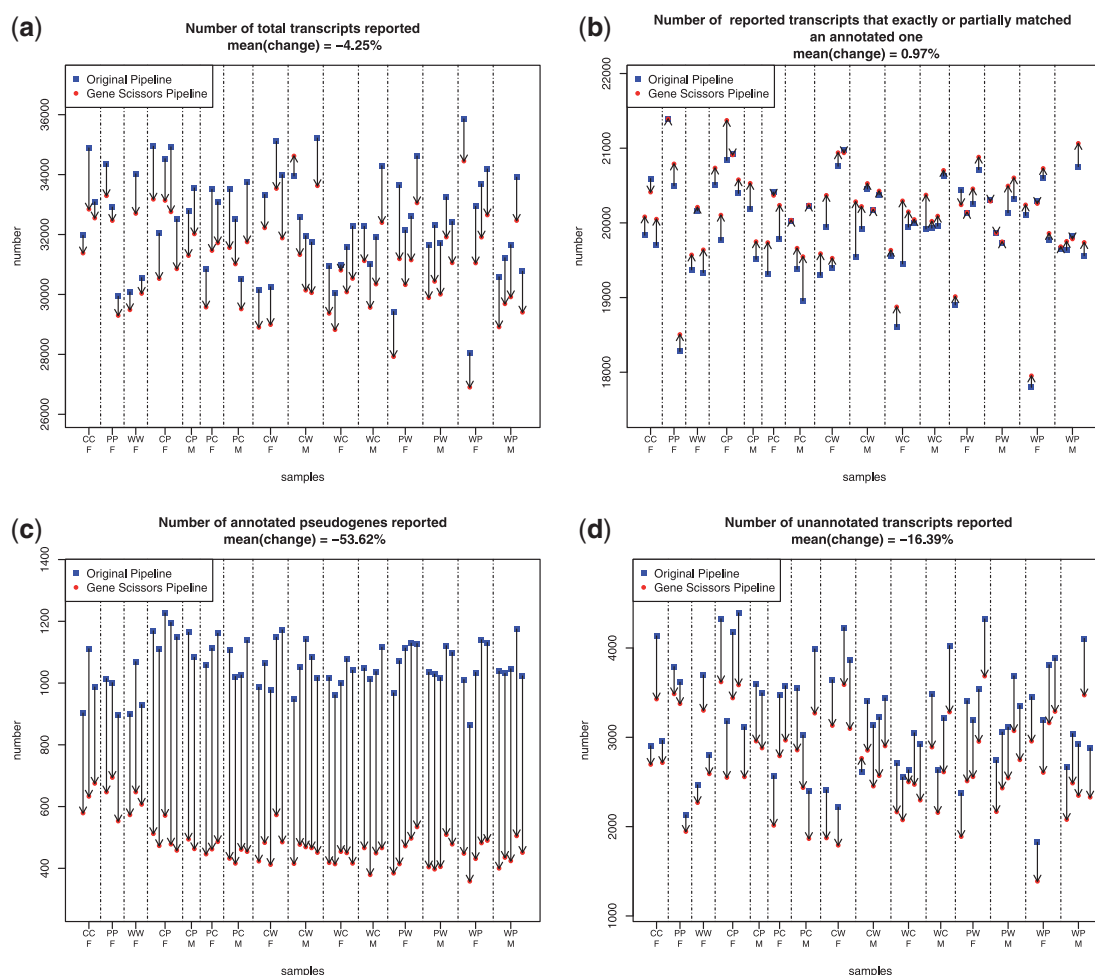 (a)
Number of total transcripts reported
mean(change) = −4.25%
Original Pipeline
Gene Scissors Pipeline
number
36000
34000
32000
30000
28000
26000
CC PP WW CP CP PC PC CW CW WC WC PW PW WP WP
F F F F M F M F M F M F M F M
samples
(b)
Number of reported transcripts that exactly or partially matched
an annotated one
mean(change) = 0.97%
Original Pipeline
Gene Scissors Pipeline
number
22000
21000
20000
19000
18000
CC PP WW CP CP PC PC CW CW WC WC PW PW WP WP
F F F F M F M F M F M F M F M
samples
(c)
Number of annotated pseudogenes reported
mean(change) = −53.62%
Original Pipeline
Gene Scissors Pipeline
number
1400
1200
1000
800
600
400
CC PP WW CP CP PC PC CW CW WC WC PW PW WP WP
F F F F M F M F M F M F M F M
samples
(d)
Number of unannotated transcripts reported
mean(change) = −16.39%
Original Pipeline
Gene Scissors Pipeline
number
4000
3000
2000
1000
CC PP WW CP CP PC PC CW CW WC WC PW PW WP WP
F F F F M F M F M F M F M F M
samples